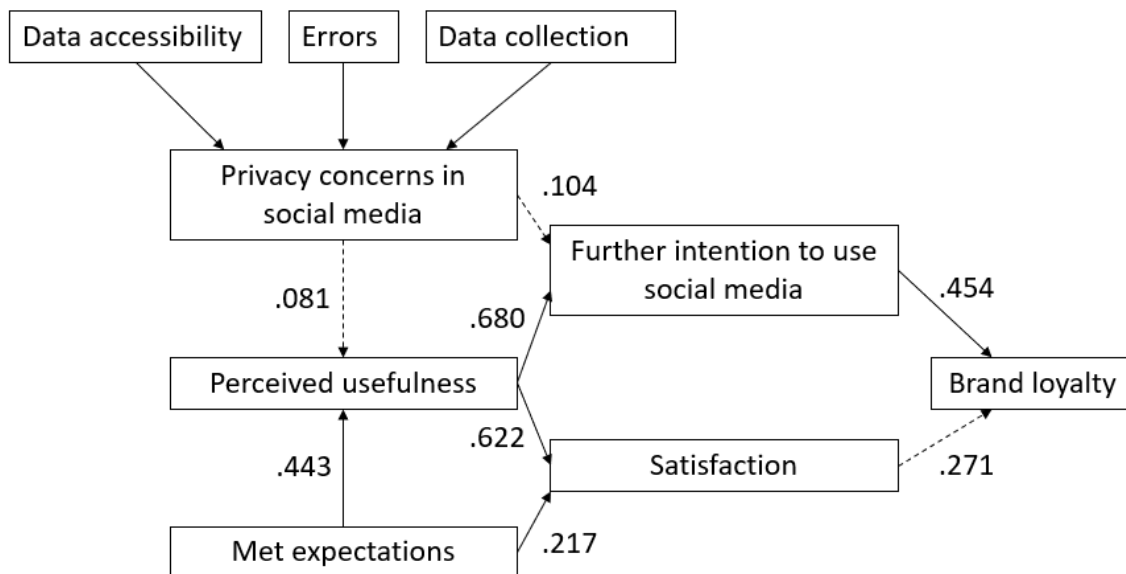 Data accessibility
Errors
Data collection
Privacy concerns in
social media
.104
Further intention to use
social media
.081
.454
.680
Perceived usefulness
Brand loyalty
.622
.443
Satisfaction
.271
Met expectations
.217